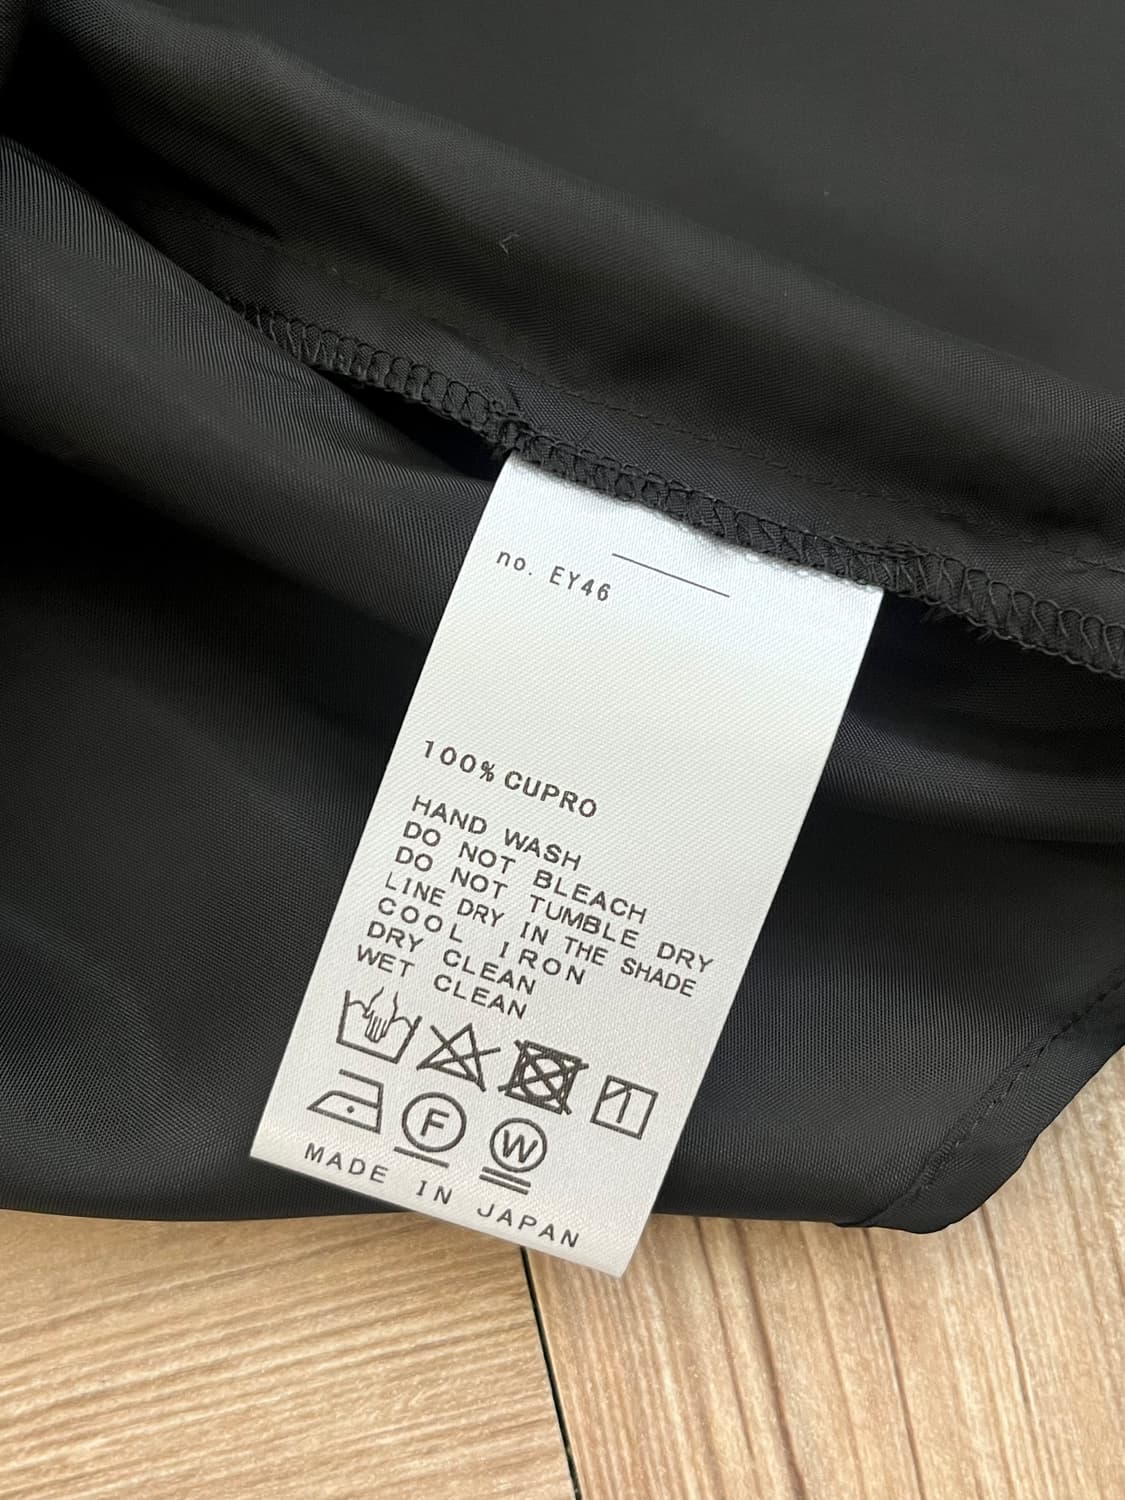 no. EY46
100% CUPRO
HAND WASH
DO NOT BLEACH
DO NOT TUMBLE DRY
LINE DRY IN THE SHADE
COOL IRON
DRY CLEAN
WET CLEAN
F
W
MADE IN JAPAN